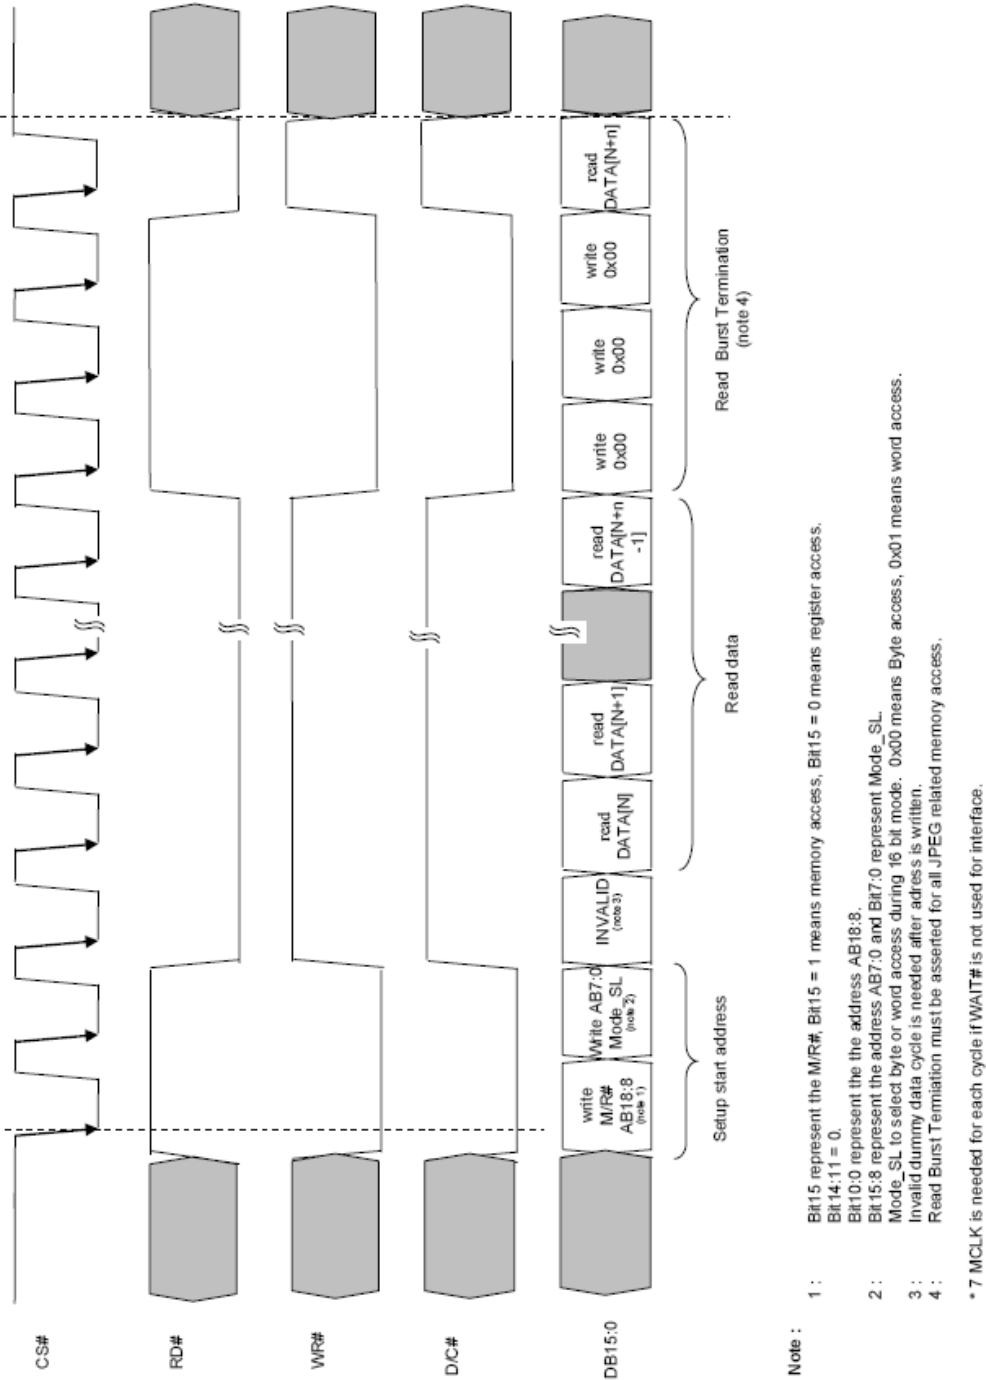 CS#
RD#
WR#
D/C#
DB15:0
write
M/R#
AB18:8
(note 1)
Write AB7:0
Mode_SL
(note 2)
INVALID
(note 3)
read
DATA[N]
read
DATA[N+1]
read
DATA[N+n
-1]
write
0x00
write
0x00
write
0x00
read
DATA[N+n]
Setup start address
Read data
Read Burst Termination
(note 4)
Note :
1 : Bit15 represent the M/R#, Bit15 = 1 means memory access, Bit15 = 0 means register access.
Bit14:11 = 0.
Bit10:0 represent the the address AB18:8.
2 : Bit15:8 represent the address AB7:0 and Bit7:0 represent Mode_SL.
Mode_SL to select byte or word access during 16 bit mode. 0x00 means Byte access, 0x01 means word access.
3 : Invalid dummy data cycle is needed after adress is written.
4 : Read Burst Termiation must be asserted for all JPEG related memory access.
* 7 MCLK is needed for each cycle if WAIT# is not used for interface.